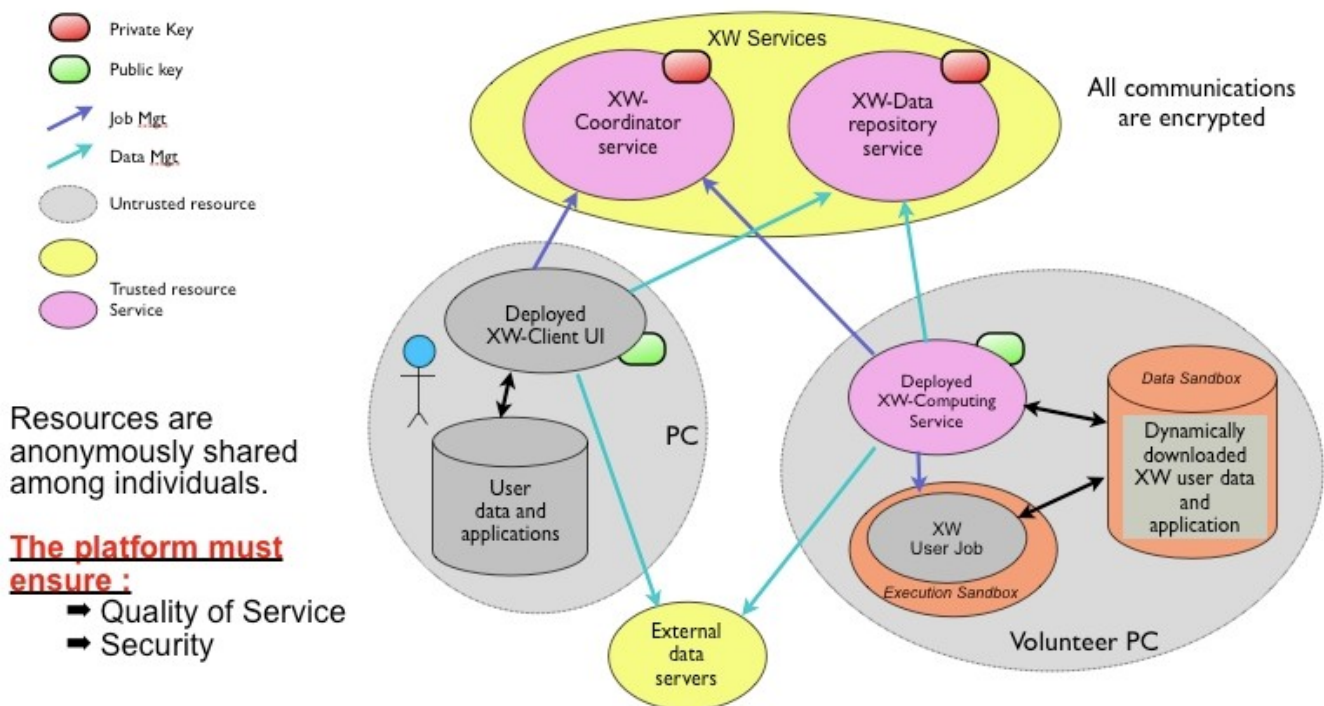 Private Key
Public key
Job Mgt
Data Mgt
Untrusted resource
Trusted resource
Service
Resources are
anonymously shared
among individuals.
The platform must
ensure :
➡ Quality of Service
➡ Security
XW Services
XW-
Coordinator
service
XW-Data
repository
service
All communications
are encrypted
Deployed
XW-Client UI
PC
User
data and
applications
Deployed
XW-Computing
Service
Data Sandbox
Dynamically
downloaded
XW user data
and
application
XW
User Job
Execution Sandbox
Volunteer PC
External
data
servers